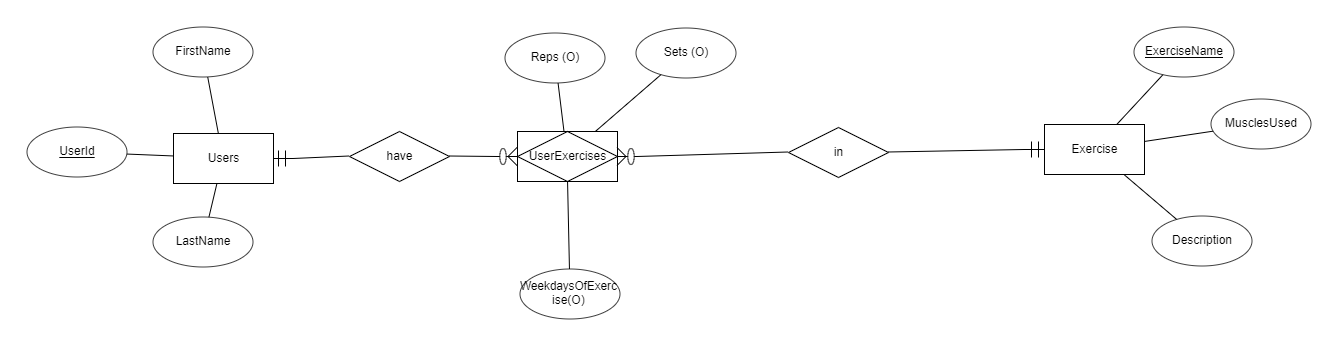 FirstName
Reps (O)
Sets (O)
ExerciseName
MusclesUsed
UserId
Users
have
UserExercises
in
Exercise
LastName
Description
WeekdaysOfExerc
ise(O)